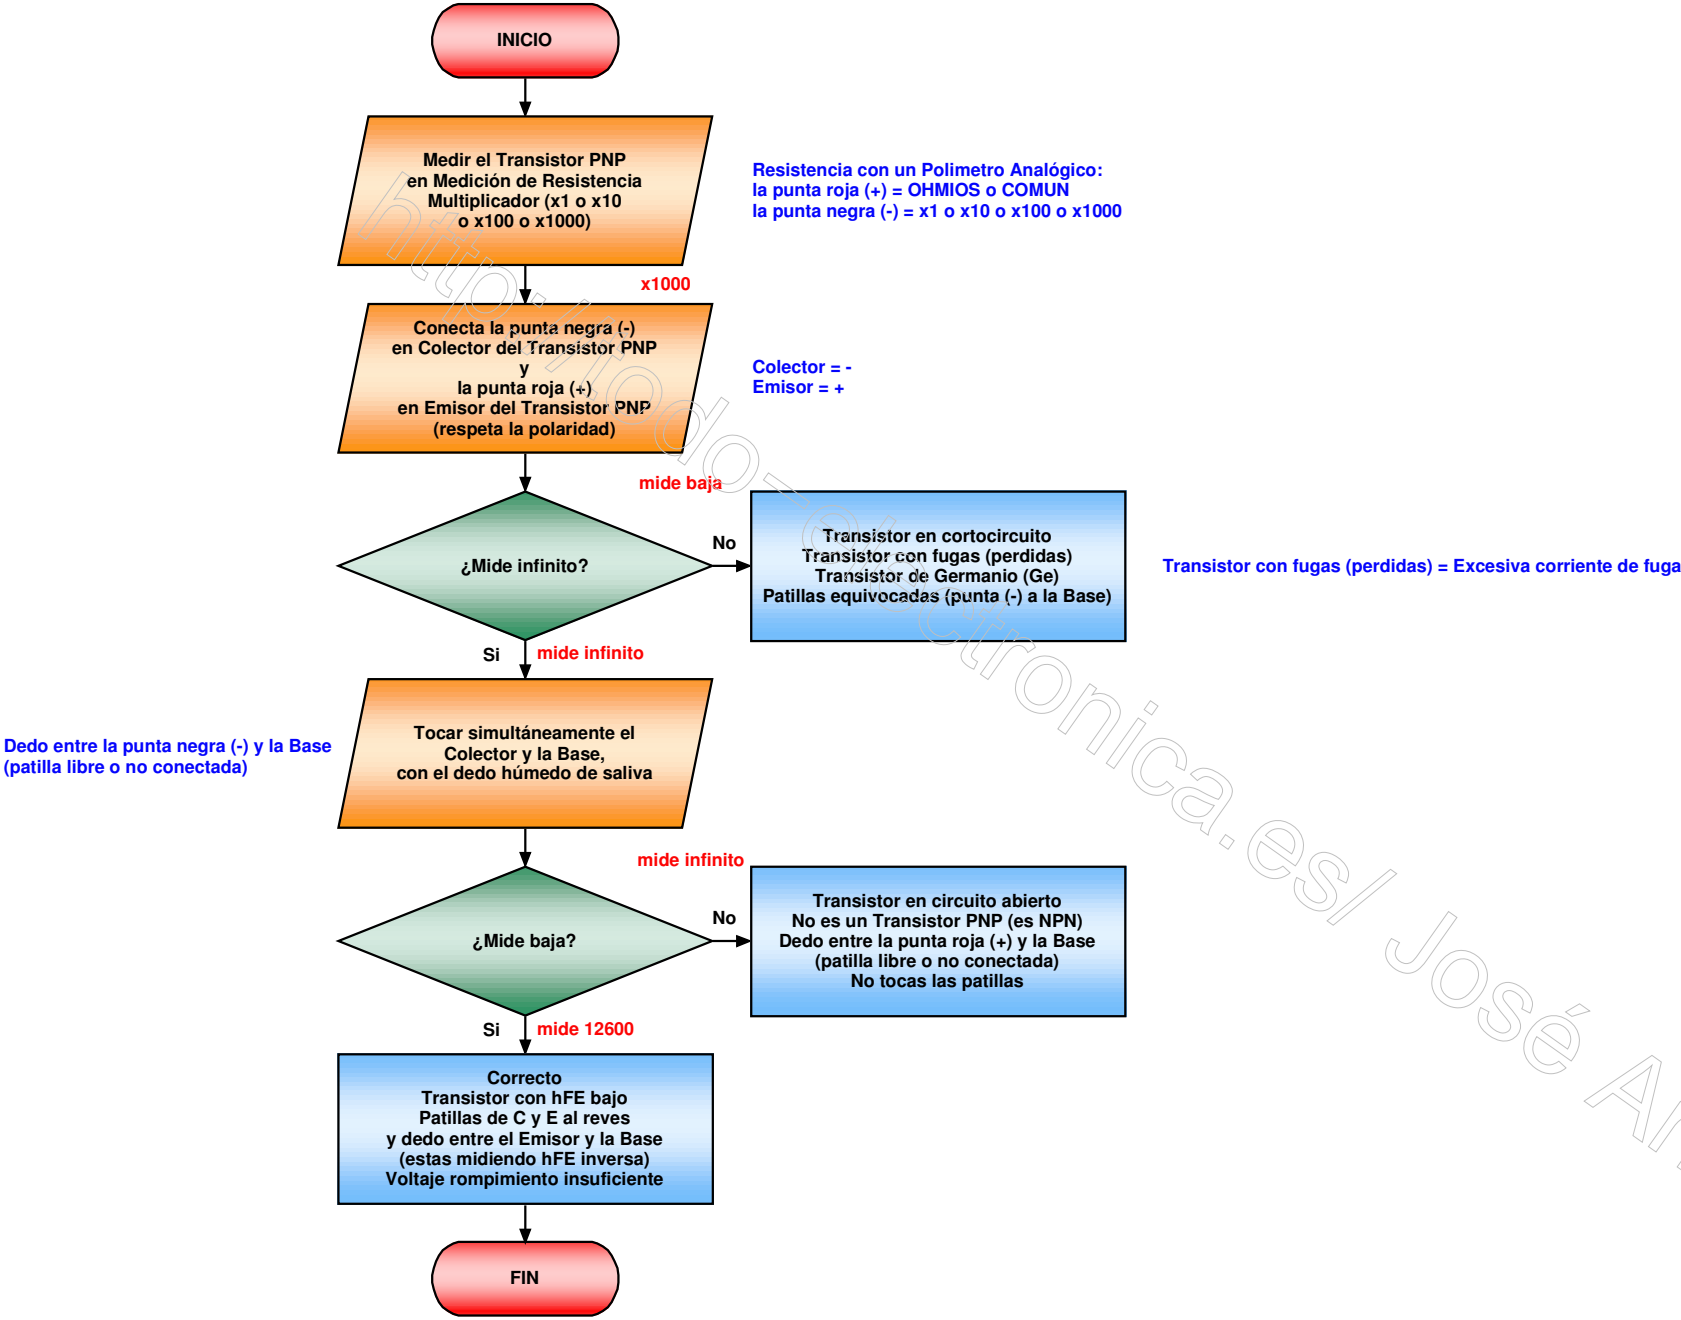 INICIO
Medir el Transistor PNP
en Medición de Resistencia
Multiplicador (x1 o x10
o x100 o x1000)
Resistencia con un Polimetro Analógico:
la punta roja (+) = OHMIOS o COMUN
la punta negra (-) = x1 o x10 o x100 o x1000
x1000
Conecta la punta negra (-)
en Colector del Transistor PNP
y
la punta roja (+)
en Emisor del Transistor PNP
(respeta la polaridad)
Colector = -
Emisor = +
mide baja
¿Mide infinito?
No
Transistor en cortocircuito
Transistor con fugas (perdidas)
Transistor de Germanio (Ge)
Patillas equivocadas (punta (-) a la Base)
Transistor con fugas (perdidas) = Excesiva corriente de fuga
Si
mide infinito
Tocar simultáneamente el
Colector y la Base,
con el dedo húmedo de saliva
Dedo entre la punta negra (-) y la Base
(patilla libre o no conectada)
mide infinito
¿Mide baja?
No
Transistor en circuito abierto
No es un Transistor PNP (es NPN)
Dedo entre la punta roja (+) y la Base
(patilla libre o no conectada)
No tocas las patillas
Si
mide 12600
Correcto
Transistor con hFE bajo
Patillas de C y E al reves
y dedo entre el Emisor y la Base
(estas midiendo hFE inversa)
Voltaje rompimiento insuficiente
FIN
http://todo-electronica.es/ José